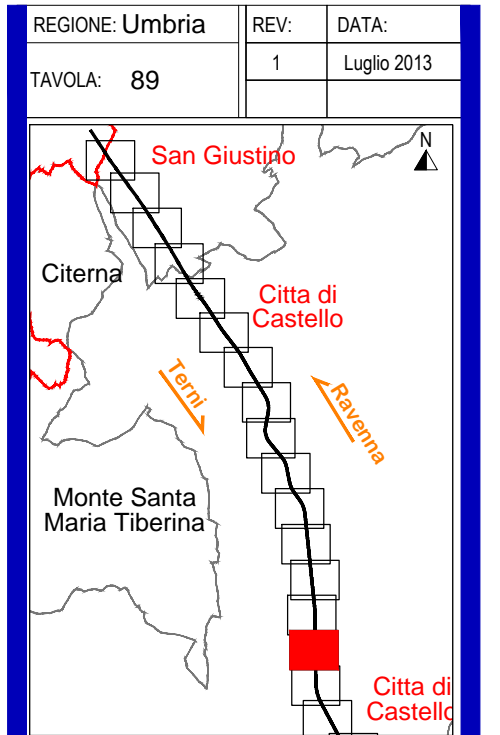 REGIONE: Umbria
REV:
DATA:
TAVOLA: 89
1
Luglio 2013
N
San Giustino
Citerna
Citta di
Castello
Terni
Ravenna
Monte Santa
Maria Tiberina
Citta di
Castello